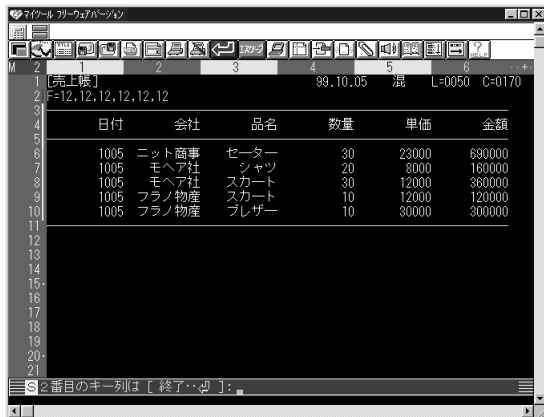 マイツール フリーウェアバージョン
M 2 1 2 3 4 5 6
1 [売上帳] 99.10.05 混 L=0050 C=0170
2 F=12,12,12,12,12,12
3
4 日付 会社 品名 数量 単価 金額
5
6 1005 ニット商事 セーター 30 23000 690000
7 1005 モヘア社 シャツ 20 8000 160000
8 1005 モヘア社 スカート 30 12000 360000
9 1005 フラノ物産 スカート 10 12000 120000
10 1005 フラノ物産 ブレザー 10 30000 300000
11
12
13
14
15
16
17
18
19
20
21
S 2番目のキー列は [ 終了‥⏎ ]: